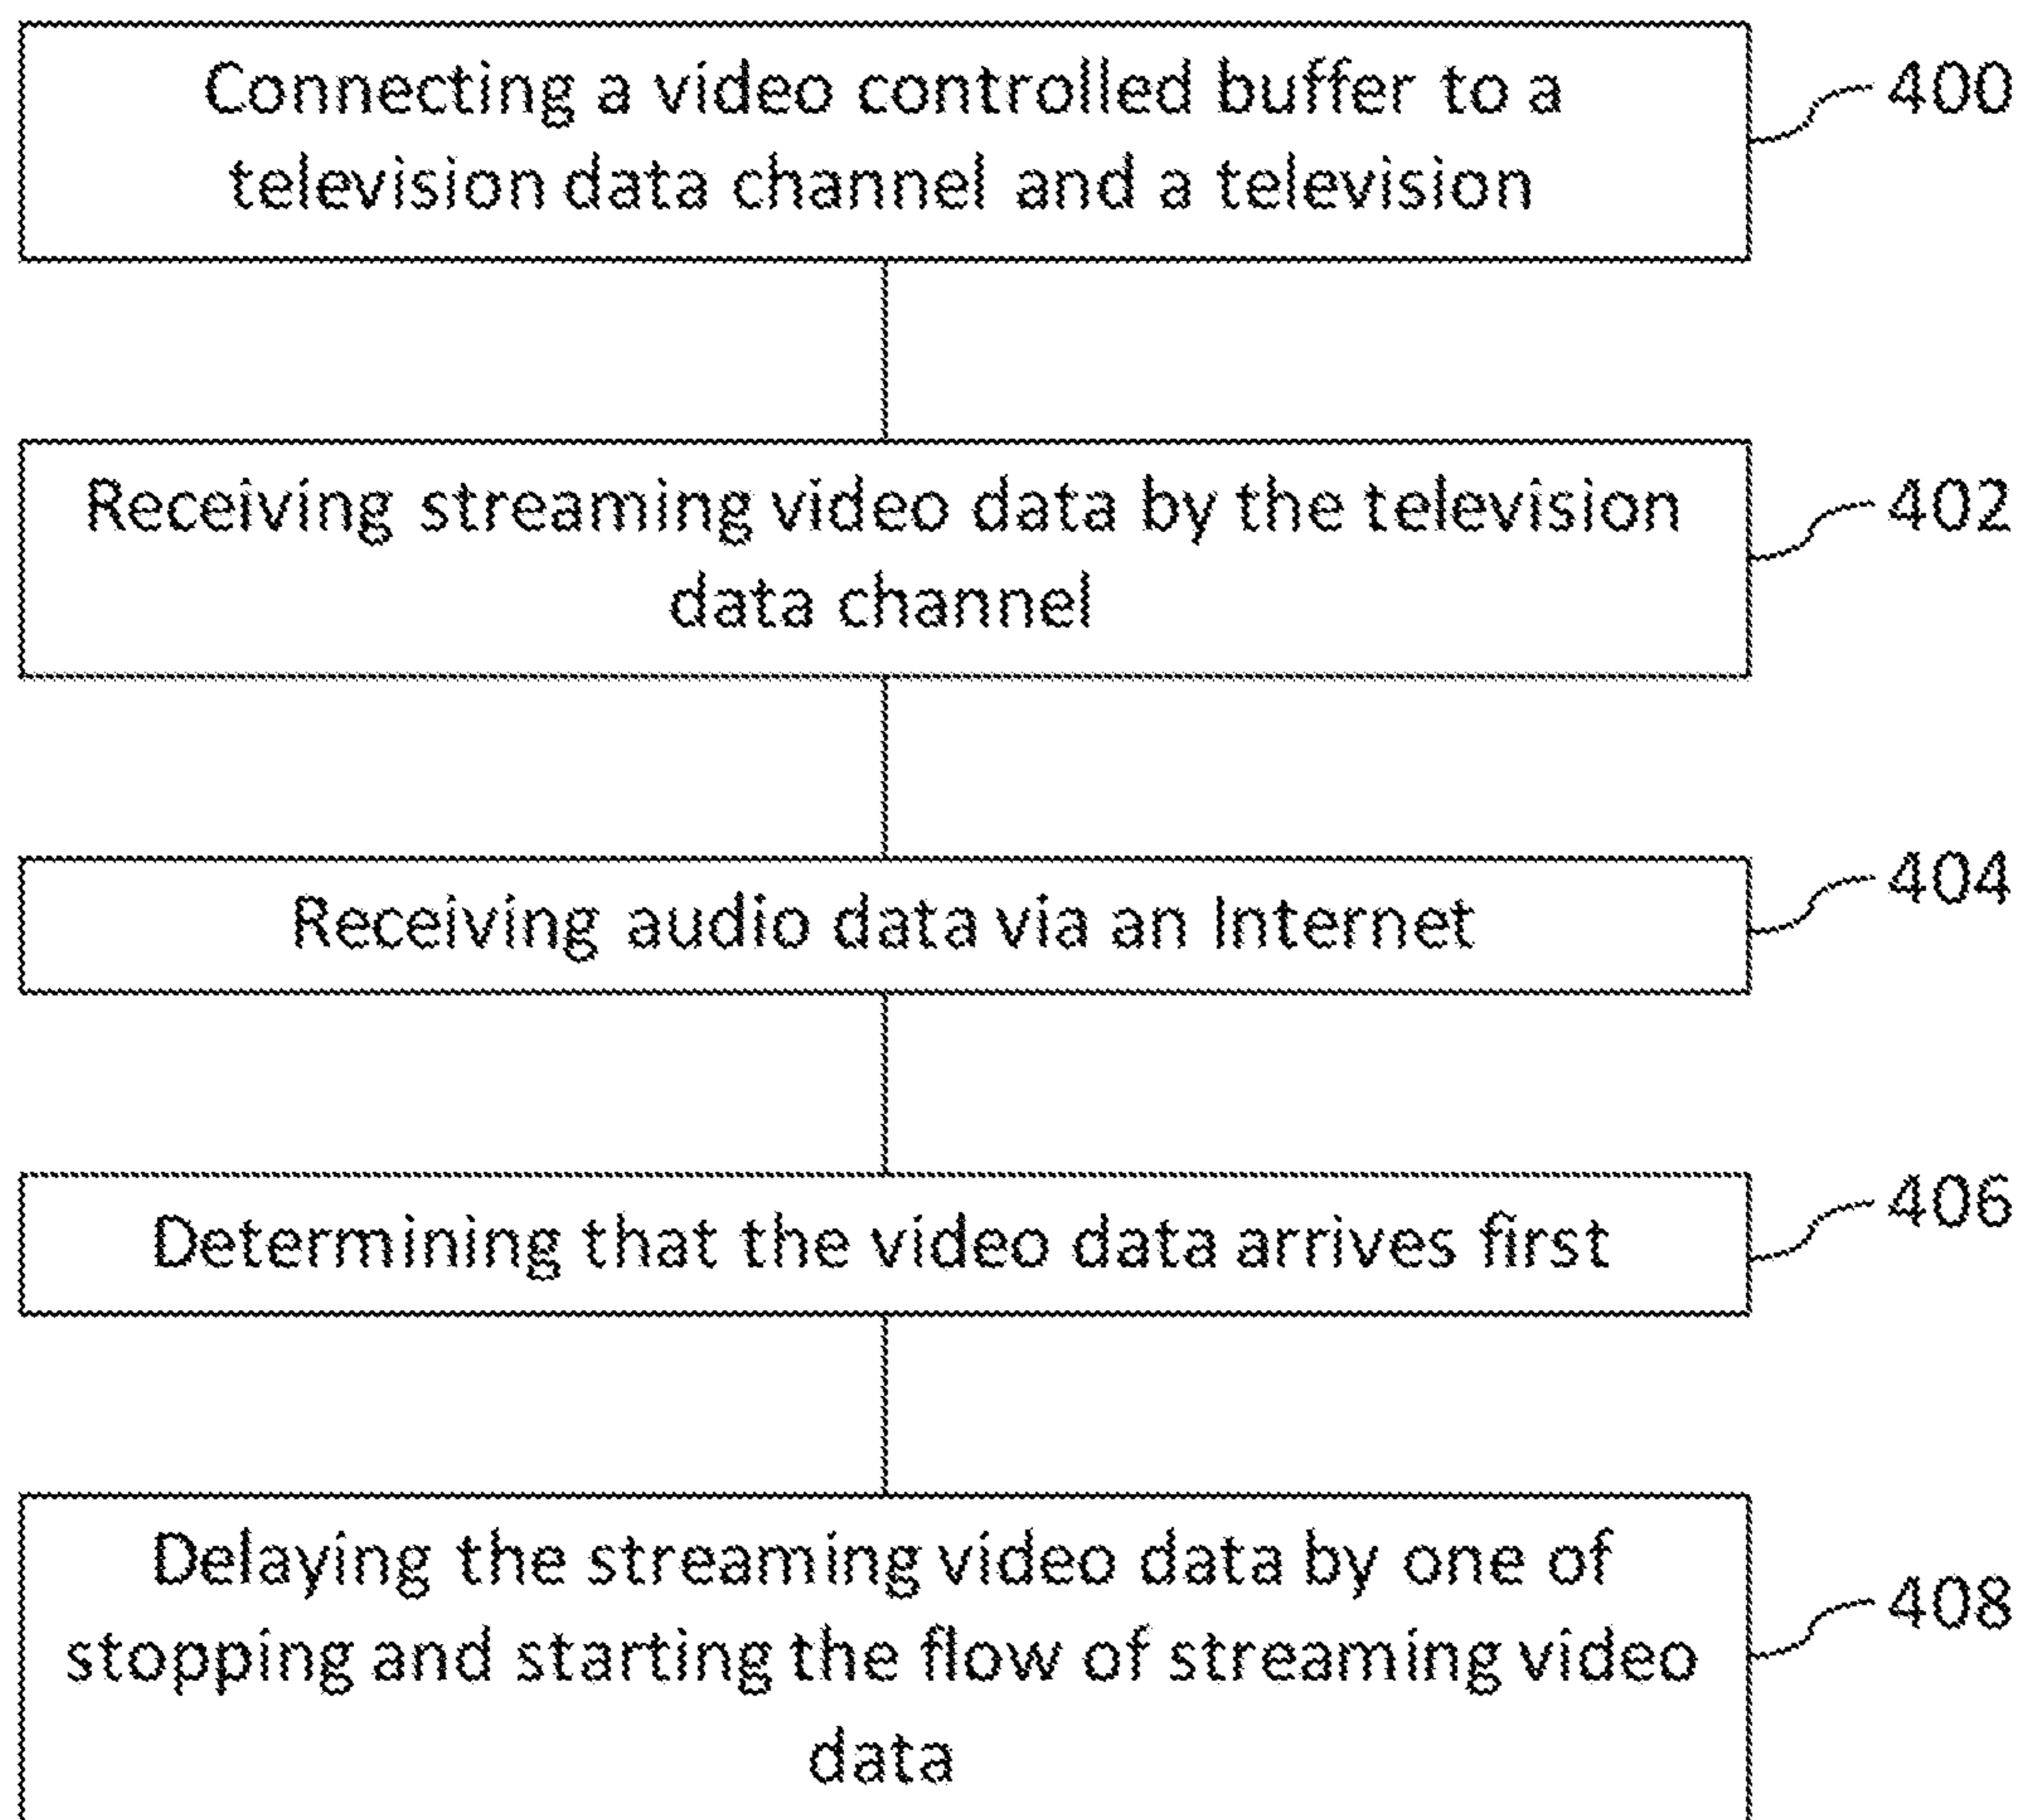 Connecting a video controlled buffer to a
television data channel and a television
400
Receiving streaming video data by the television
data channel
402
Receiving audio data via an Internet
404
Determining that the video data arrives first
406
Delaying the streaming video data by one of
stopping and starting the flow of streaming video
data
408